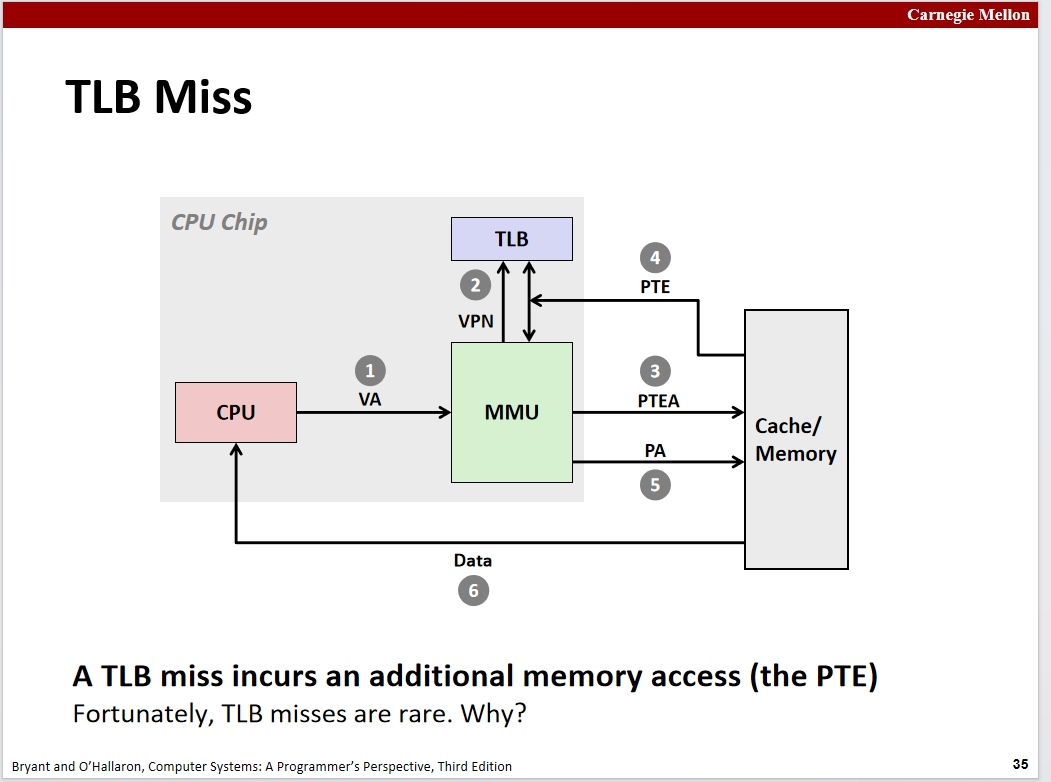 Carnegie Mellon
TLB Miss
CPU Chip
TLB
4
PTE
2
VPN
1
VA
3
PTEA
CPU
MMU
Cache/
Memory
PA
5
Data
6
A TLB miss incurs an additional memory access (the PTE)
Fortunately, TLB misses are rare. Why?
Bryant and O’Hallaron, Computer Systems: A Programmer’s Perspective, Third Edition
35